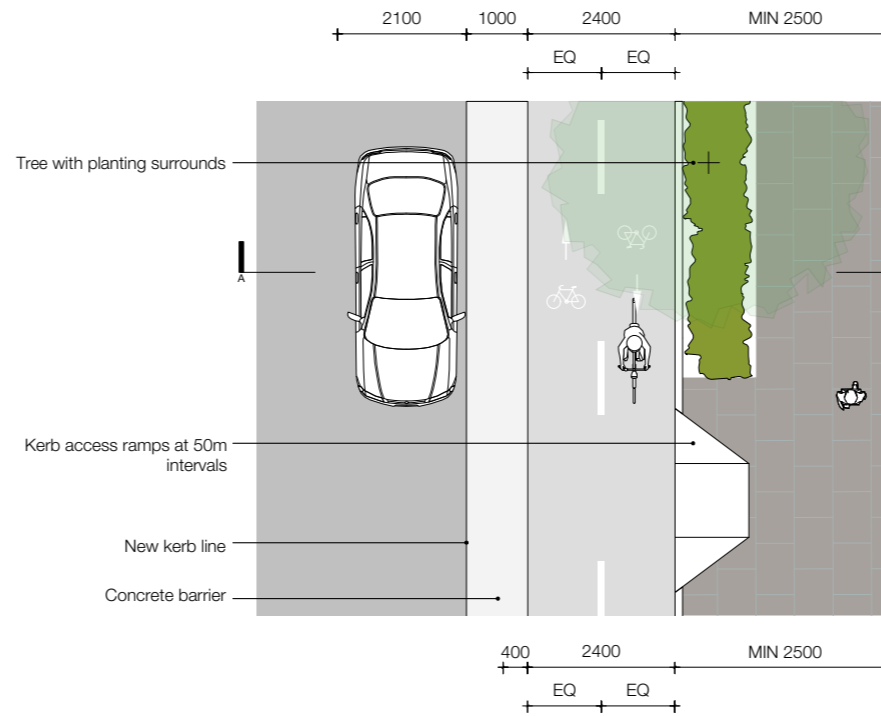 2100 1000 2400 MIN 2500
EQ EQ
Tree with planting surrounds
A
Kerb access ramps at 50m
intervals
New kerb line
Concrete barrier
400 2400 MIN 2500
EQ EQ